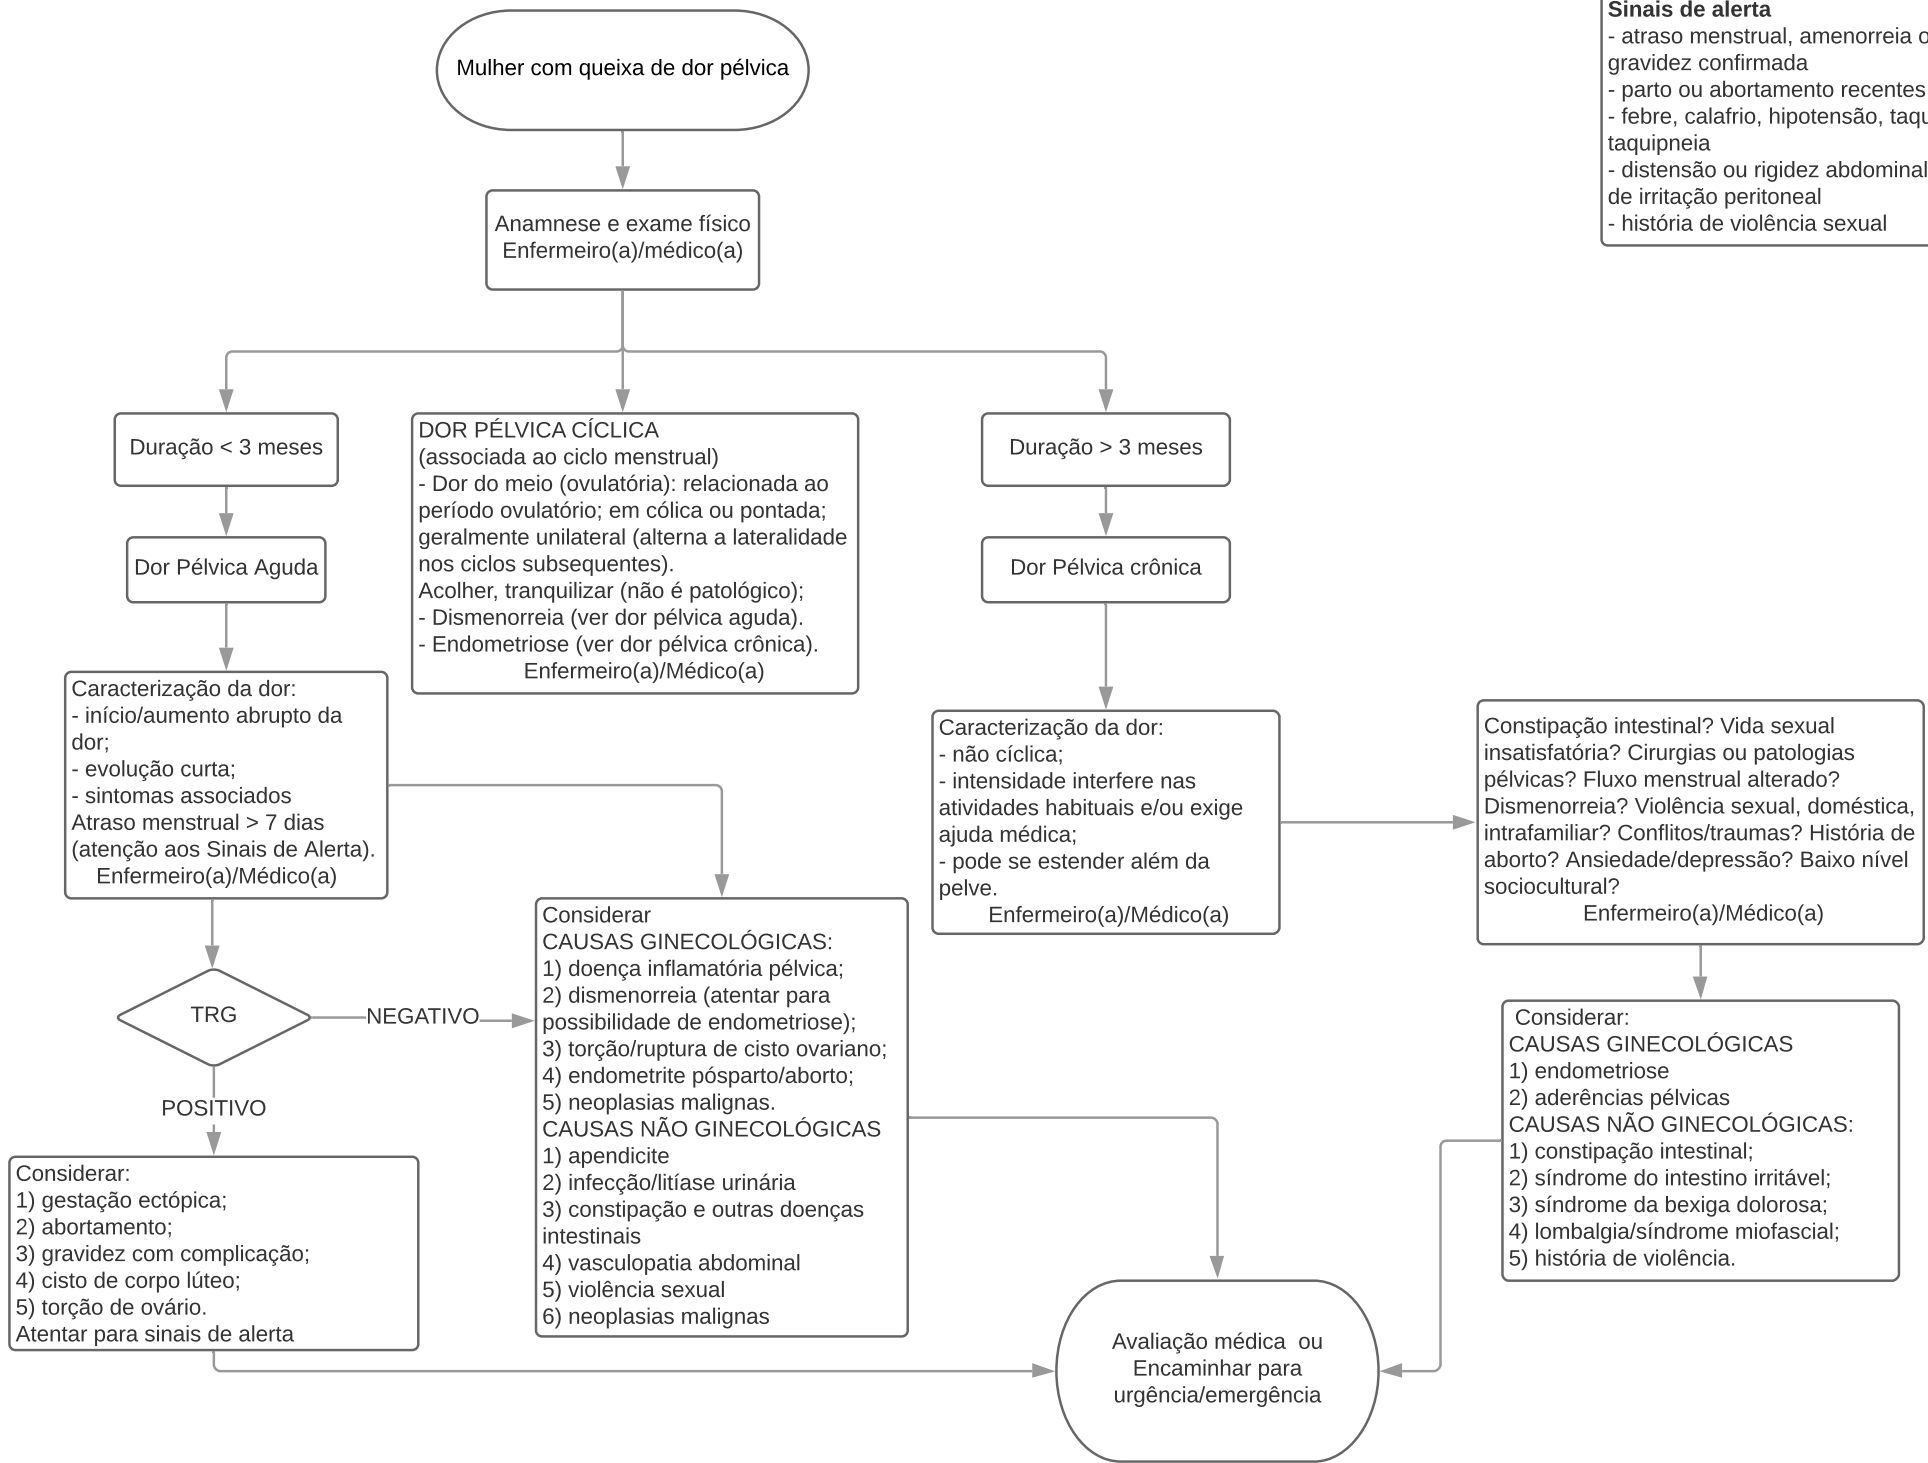 Mulher com queixa de dor pélvica
Sinais de alerta
- atraso menstrual, amenorreia
gravidez confirmada
- parto ou abortamento recentes
- febre, calafrio, hipotensão,
taquipneia
- distensão ou rigidez abdominal
de irritação peritoneal
- história de violência sexual
Anamnese e exame físico
Enfermeiro(a)/médico(a)
Duração < 3 meses
Dor Pélvica Aguda
Caracterização da dor:
- início/aumento abrupto da
dor;
- evolução curta;
- sintomas associados
Atraso menstrual > 7 dias
(atenção aos Sinais de Alerta).
Enfermeiro(a)/Médico(a)
TRG
NEGATIVO
POSITIVO
Considerar:
1) gestação ectópica;
2) abortamento;
3) gravidez com complicação;
4) cisto de corpo lúteo;
5) torção de ovário.
Atentar para sinais de alerta
DOR PÉLVICA CÍCLICA
(associada ao ciclo menstrual)
- Dor do meio (ovulatória): relacionada ao
período ovulatório; em cólica ou pontada;
geralmente unilateral (alterna a lateralidade
nos ciclos subsequentes).
Acolher, tranquilizar (não é patológico);
- Dismenorreia (ver dor pélvica aguda).
- Endometriose (ver dor pélvica crônica).
Enfermeiro(a)/Médico(a)
Considerar
CAUSAS GINECOLÓGICAS:
1) doença inflamatória pélvica;
2) dismenorreia (atentar para
possibilidade de endometriose);
3) torção/ruptura de cisto ovariano;
4) endometrite pósparto/aborto;
5) neoplasias malignas.
CAUSAS NÃO GINECOLÓGICAS
1) apendicite
2) infecção/litíase urinária
3) constipação e outras doenças
intestinais
4) vasculopatia abdominal
5) violência sexual
6) neoplasias malignas
Duração > 3 meses
Dor Pélvica crônica
Caracterização da dor:
- não cíclica;
- intensidade interfere nas
atividades habituais e/ou exige
ajuda médica;
- pode se estender além da
pelve.
Enfermeiro(a)/Médico(a)
Constipação intestinal? Vida sexual
insatisfatória? Cirurgias ou patologias
pélvicas? Fluxo menstrual alterado?
Dismenorreia? Violência sexual, doméstica,
intrafamiliar? Conflitos/traumas? História de
aborto? Ansiedade/depressão? Baixo nível
sociocultural?
Enfermeiro(a)/Médico(a)
Considerar:
CAUSAS GINECOLÓGICAS
1) endometriose
2) aderências pélvicas
CAUSAS NÃO GINECOLÓGICAS:
1) constipação intestinal;
2) síndrome do intestino irritável;
3) síndrome da bexiga dolorosa;
4) lombalgia/síndrome miofascial;
5) história de violência.
Avaliação médica ou
Encaminhar para
urgência/emergência